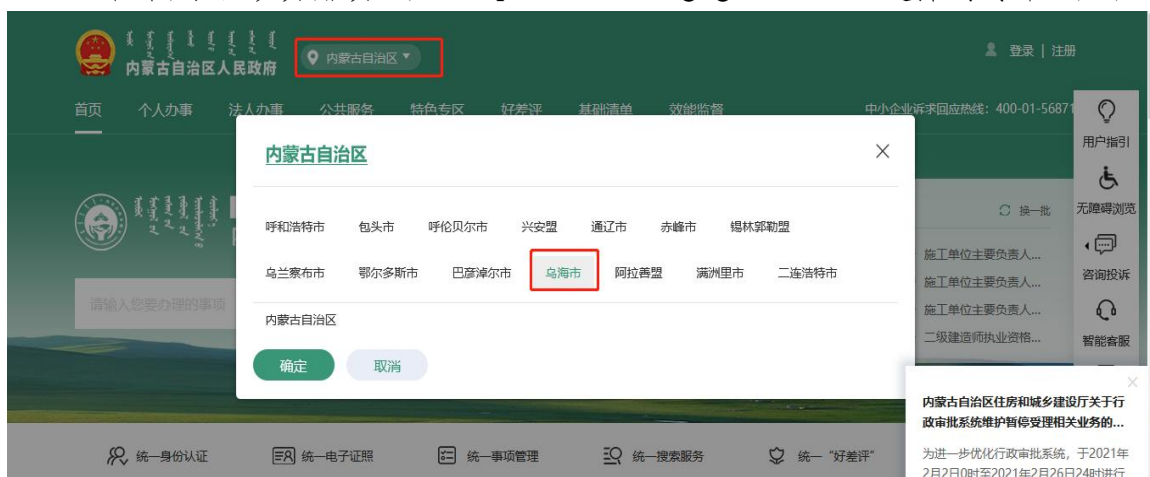 内蒙古自治区人民政府
内蒙古自治区
登录 | 注册
首页 个人办事 法人办事 公共服务 特色专区 好差评 基础清单 效能监督 中小企业诉求回应热线：400-01-5687
用户指引
内蒙古自治区
换一批
无障碍浏览
呼和浩特市 包头市 呼伦贝尔市 兴安盟 通辽市 赤峰市 锡林郭勒盟
施工单位主要负责人...
乌兰察布市 鄂尔多斯市 巴彦淖尔市 乌海市 阿拉善盟 满洲里市 二连浩特市
咨询投诉
施工单位主要负责人...
请输入您要办理的事项
施工单位主要负责人...
内蒙古自治区
二级建造师执业资格...
智能客服
确定 取消
内蒙古自治区住房和城乡建设厅关于行
政审批系统维护暂停受理相关业务的...
统一身份认证 统一电子证照 统一事项管理 统一搜索服务 统一“好差评”
为进一步优化行政审批系统，于2021年
2月2日0时至2021年2月26日24时进行